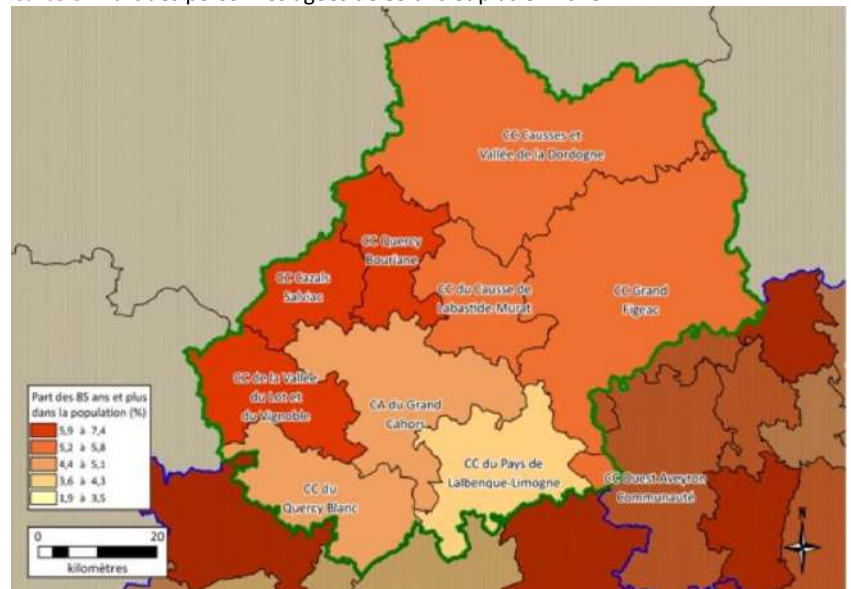 CC Causses et
Vallée de la Dordogne
CC Quercy
Bouriane
CC Cazals
Salviac
CC du Causse de
Labastide-Murat
CC Grand
Figeac
CC de la Vallée
du Lot et
du Vignoble
CA du Grand
Cahors
CC du Pays de
Lalbenque-Limogne
CC du
Quercy Blanc
CC Ouest Aveyron
Communauté
Part des 85 ans et plus
dans la population (%)
5,9 à 7,4
5,2 à 5,8
4,4 à 5,1
3,6 à 4,3
1,9 à 3,5
0 20
kilomètres
N